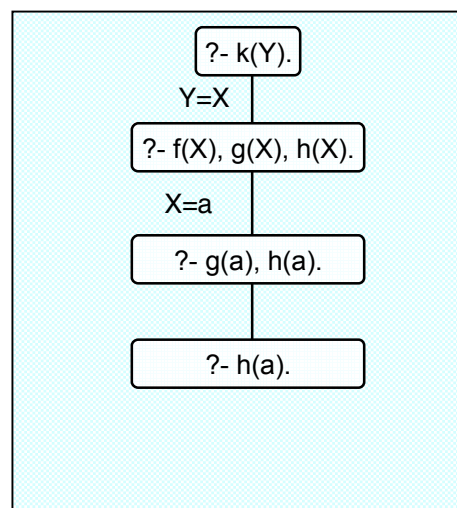 ?- k(Y).
Y=X
?- f(X), g(X), h(X).
X=a
?- g(a), h(a).
?- h(a).